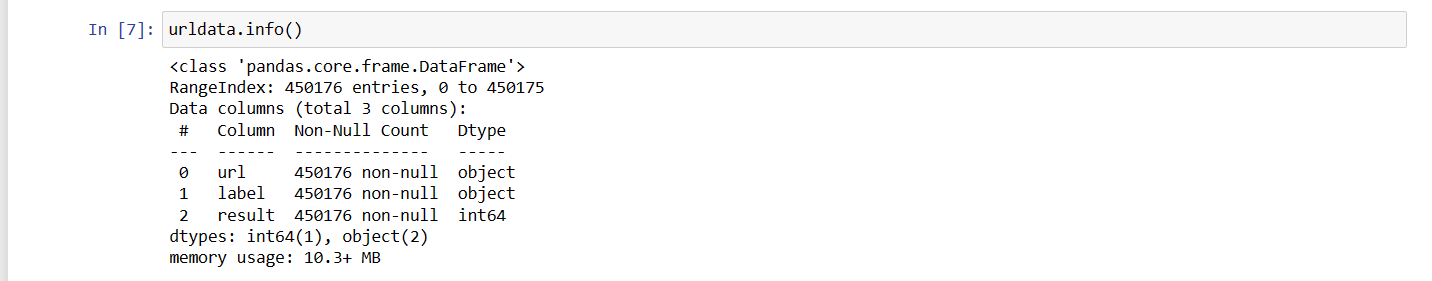 In [7]: urldata.info()
<class 'pandas.core.frame.DataFrame'>
RangeIndex: 450176 entries, 0 to 450175
Data columns (total 3 columns):
 #   Column  Non-Null Count   Dtype
---  ------  --------------   -----
 0   url     450176 non-null  object
 1   label   450176 non-null  object
 2   result  450176 non-null  int64
dtypes: int64(1), object(2)
memory usage: 10.3+ MB